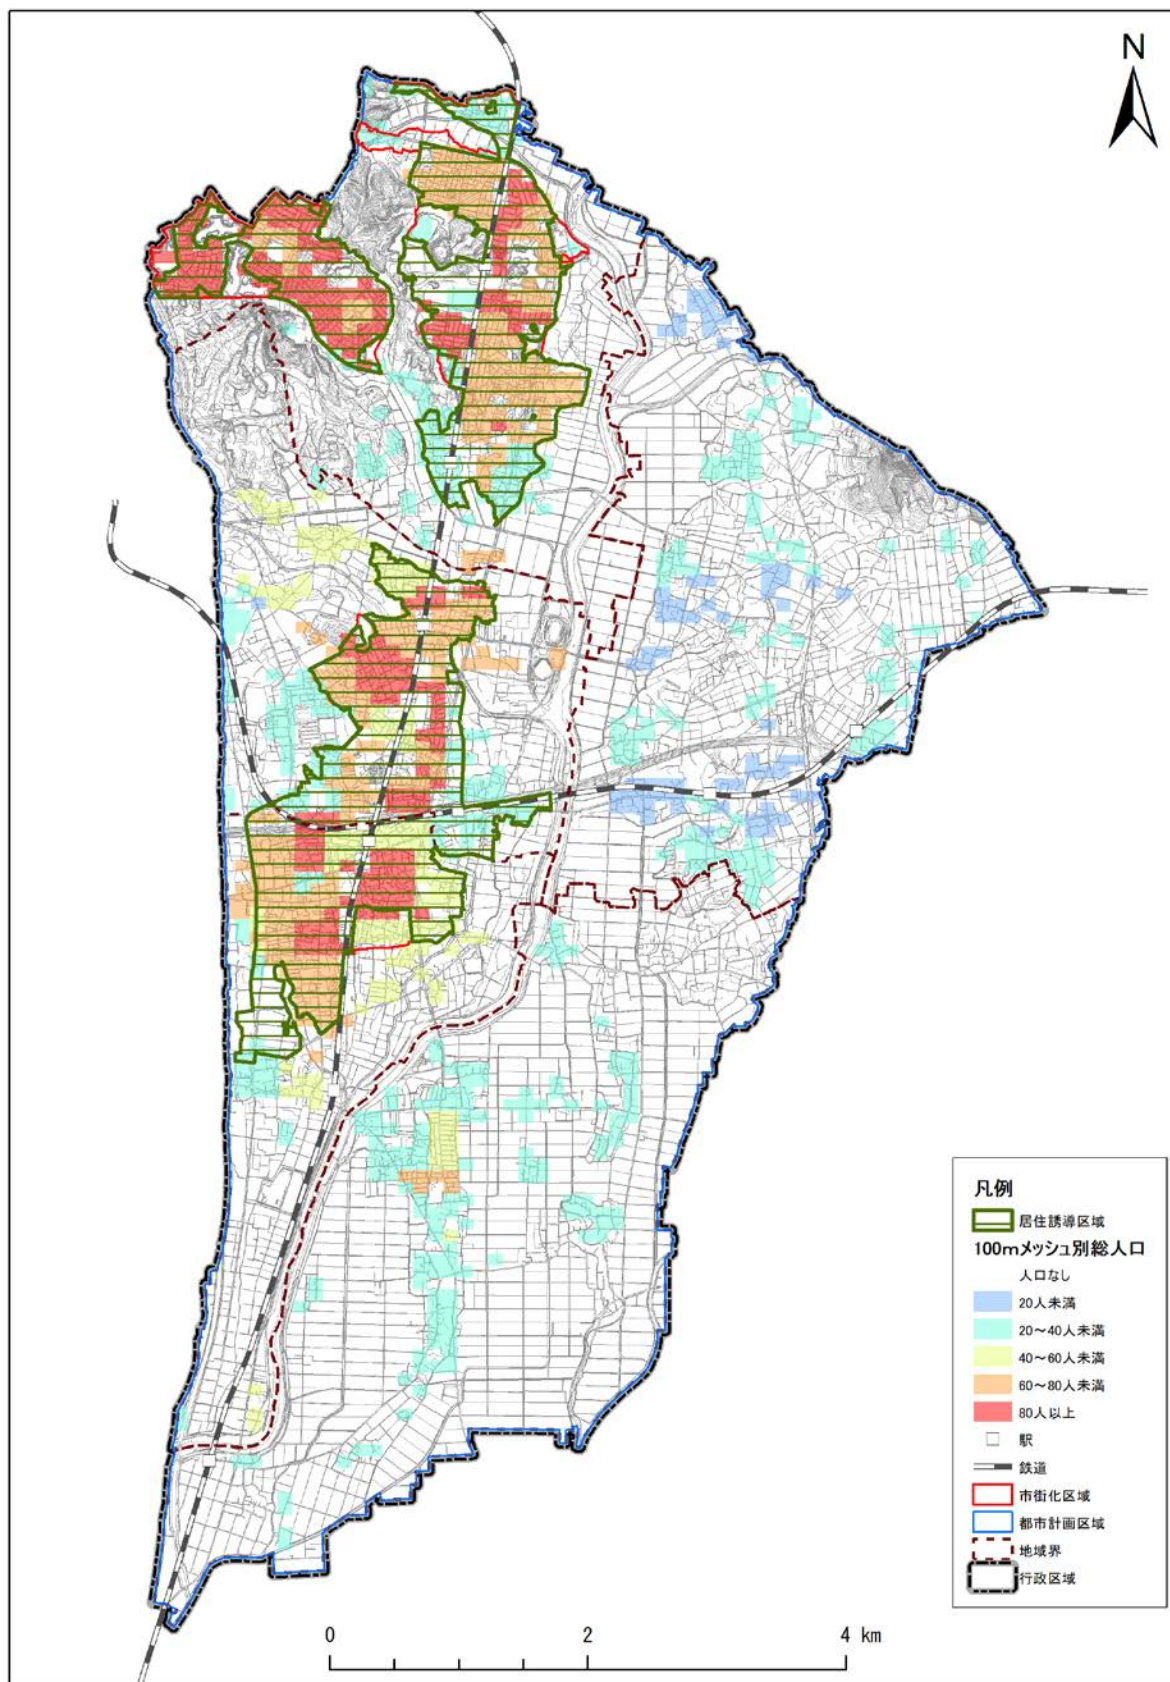 N
凡例
居住誘導区域
100mメッシュ別総人口
人口なし
20人未満
20～40人未満
40～60人未満
60～80人未満
80人以上
駅
鉄道
市街化区域
都市計画区域
地域界
行政区域
0 2 4 km